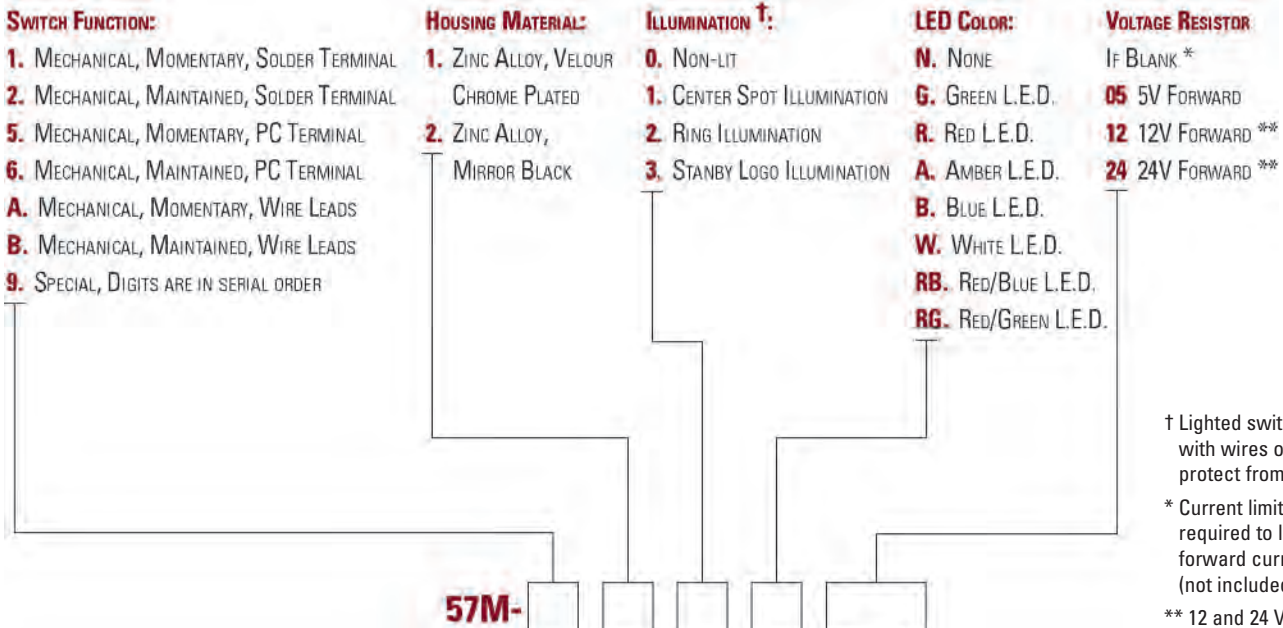 SWITCH FUNCTION:
1. MECHANICAL, MOMENTARY, SOLDER TERMINAL
2. MECHANICAL, MAINTAINED, SOLDER TERMINAL
5. MECHANICAL, MOMENTARY, PC TERMINAL
6. MECHANICAL, MAINTAINED, PC TERMINAL
A. MECHANICAL, MOMENTARY, WIRE LEADS
B. MECHANICAL, MAINTAINED, WIRE LEADS
9. SPECIAL, DIGITS ARE IN SERIAL ORDER
HOUSING MATERIAL:
1. ZINC ALLOY, VELOUR
CHROME PLATED
2. ZINC ALLOY,
MIRROR BLACK
ILLUMINATION †:
0. NON-LIT
1. CENTER SPOT ILLUMINATION
2. RING ILLUMINATION
3. STANBY LOGO ILLUMINATION
LED COLOR:
N. NONE
G. GREEN L.E.D.
R. RED L.E.D.
A. AMBER L.E.D.
B. BLUE L.E.D.
W. WHITE L.E.D.
RB. RED/BLUE L.E.D.
RG. RED/GREEN L.E.D.
VOLTAGE RESISTOR
IF BLANK *
05 5V FORWARD
12 12V FORWARD **
24 24V FORWARD **
† Lighted swit
with wires o
protect from
* Current limit
required to l
forward curr
(not included
** 12 and 24 V
57M-